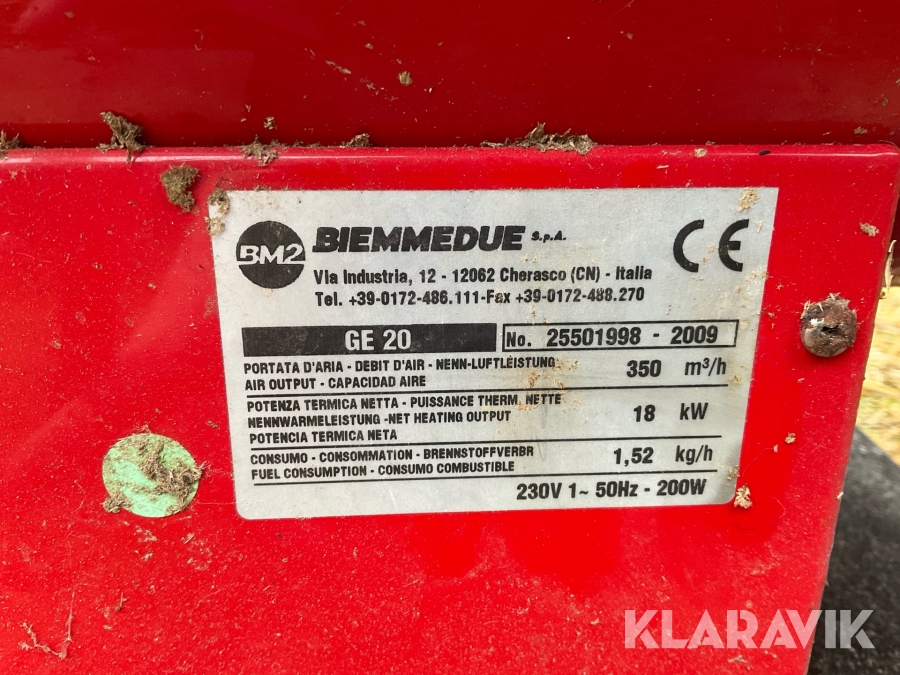 BM2 BIEMMEDUE S.p.A. CE
Via Industria, 12 - 12062 Cherasco (CN) - Italia
Tel. +39-0172-486.111-Fax +39-0172-488.270
GE 20 No. 25501998 - 2009
PORTATA D'ARIA - DEBIT D'AIR - NENN-LUFTLEISTUNG
AIR OUTPUT - CAPACIDAD AIRE 350 m³/h
POTENZA TERMICA NETTA - PUISSANCE THERM. NETTE
NENNWARMELEISTUNG -NET HEATING OUTPUT 18 kW
POTENCIA TERMICA NETA
CONSUMO - CONSOMMATION - BRENNSTOFFVERBR
FUEL CONSUMPTION - CONSUMO COMBUSTIBLE 1,52 kg/h
230V 1~ 50Hz - 200W
KLARAVIK